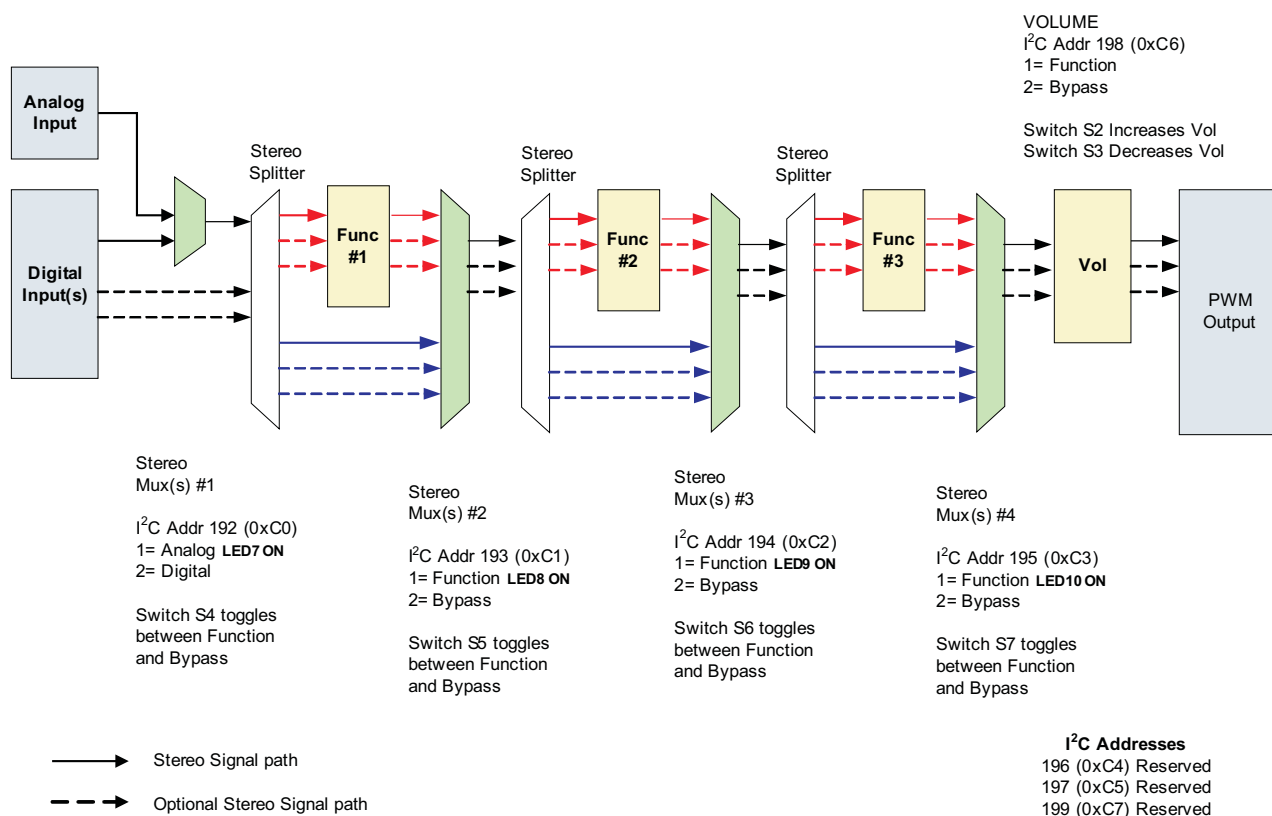 VOLUME
I²C Addr 198 (0xC6)
1= Function
2= Bypass
Switch S2 Increases Vol
Switch S3 Decreases Vol
Analog
Input
Digital
Input(s)
Stereo
Splitter
Func
#1
Stereo
Splitter
Func
#2
Stereo
Splitter
Func
#3
Vol
PWM
Output
Stereo
Mux(s) #1
I²C Addr 192 (0xC0)
1= Analog LED7 ON
2= Digital
Switch S4 toggles
between Function
and Bypass
Stereo
Mux(s) #2
I²C Addr 193 (0xC1)
1= Function LED8 ON
2= Bypass
Switch S5 toggles
between Function
and Bypass
Stereo
Mux(s) #3
I²C Addr 194 (0xC2)
1= Function LED9 ON
2= Bypass
Switch S6 toggles
between Function
and Bypass
Stereo
Mux(s) #4
I²C Addr 195 (0xC3)
1= Function LED10 ON
2= Bypass
Switch S7 toggles
between Function
and Bypass
Stereo Signal path
Optional Stereo Signal path
I²C Addresses
196 (0xC4) Reserved
197 (0xC5) Reserved
199 (0xC7) Reserved